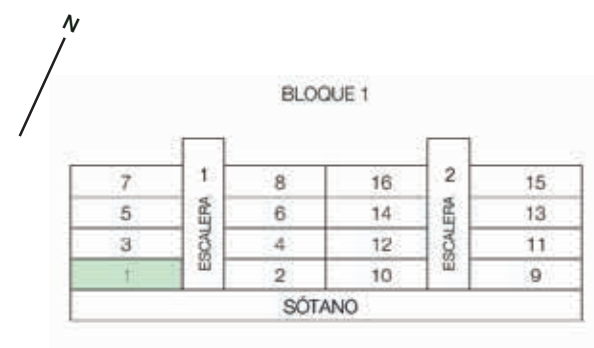 N
BLOQUE 1
7 1 8 16 2 15
5 ESCALERA 6 14 ESCALERA 13
3 4 12 11
1 2 10 9
SÓTANO